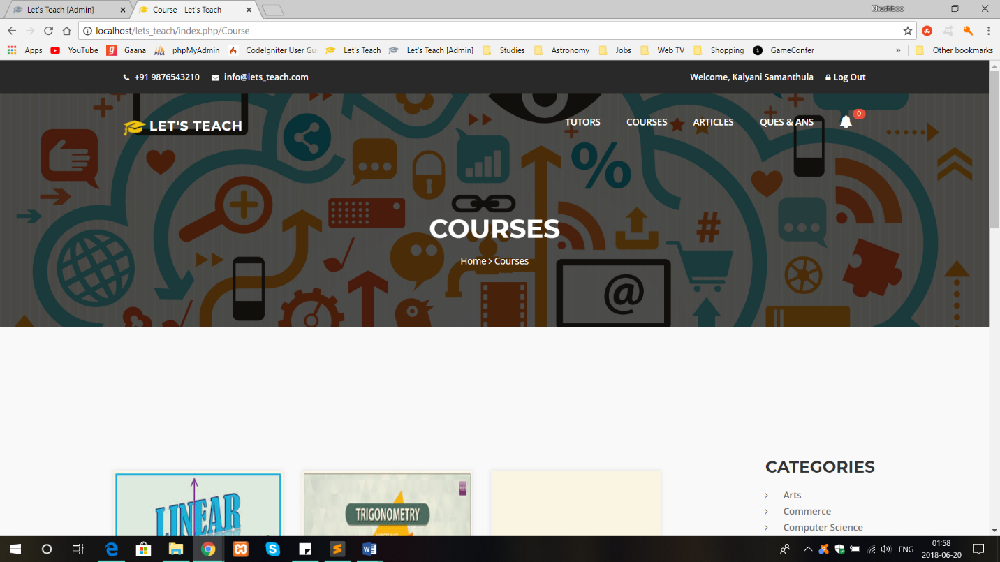 Let's Teach [Admin]
Course - Let's Teach
Khushboo
localhost/lets_teach/index.php/Course
Apps YouTube Gaana phpMyAdmin CodeIgniter User Gu Let's Teach Let's Teach [Admin] Studies Astronomy Jobs Web TV Shopping GameConfer » Other bookmarks
+91 9876543210 info@lets_teach.com Welcome, Kalyani Samanthula Log Out
LET'S TEACH TUTORS COURSES ARTICLES QUES & ANS 0
COURSES
Home > Courses
CATEGORIES
Arts
Commerce
Computer Science
LINEAR
TRIGONOMETRY
ENG
01:58
2018-06-20